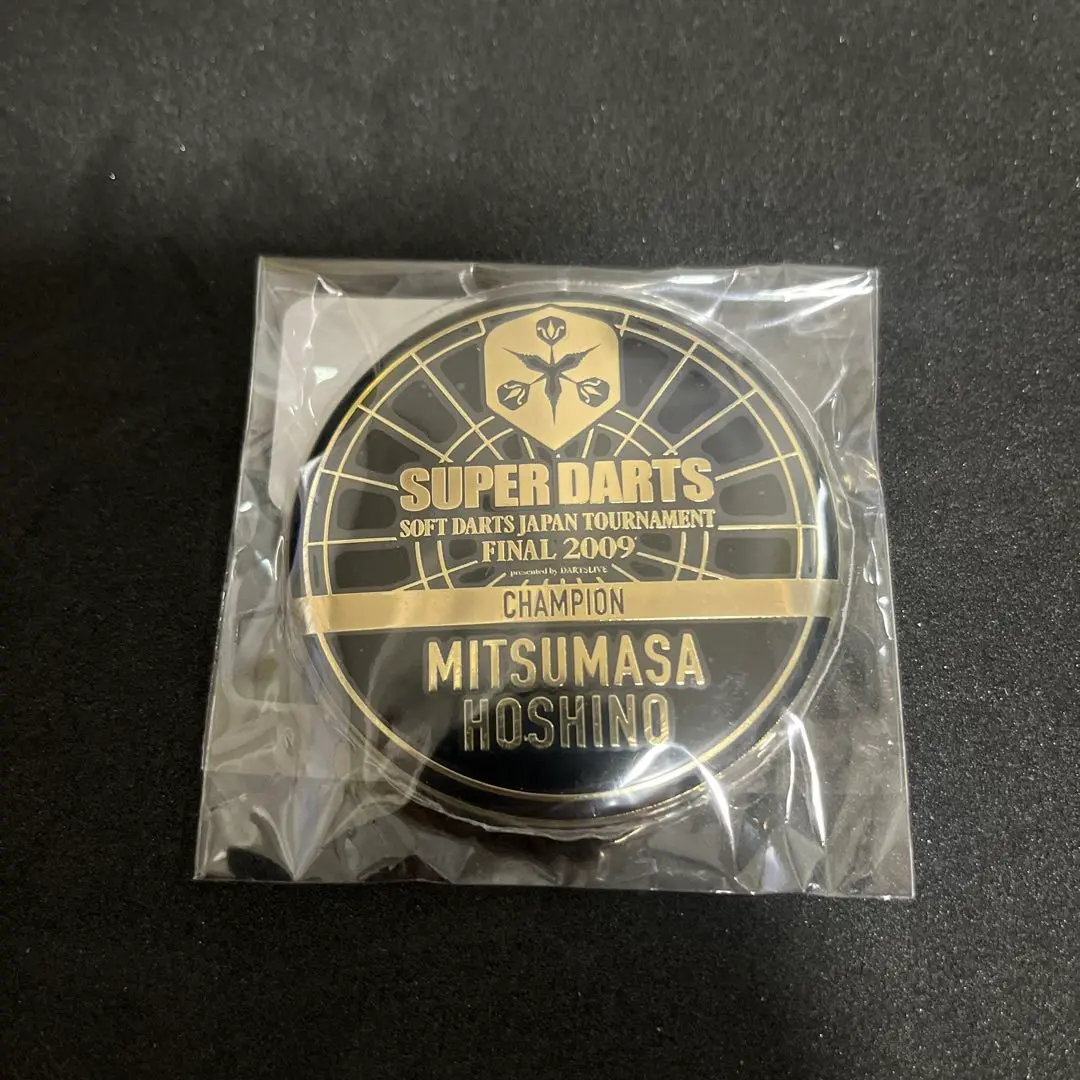 SUPER DARTS
SOFT DARTS JAPAN TOURNAMENT
FINAL 2009
presented by DARTSLIVE
CHAMPION
MITSUMASA
HOSHINO